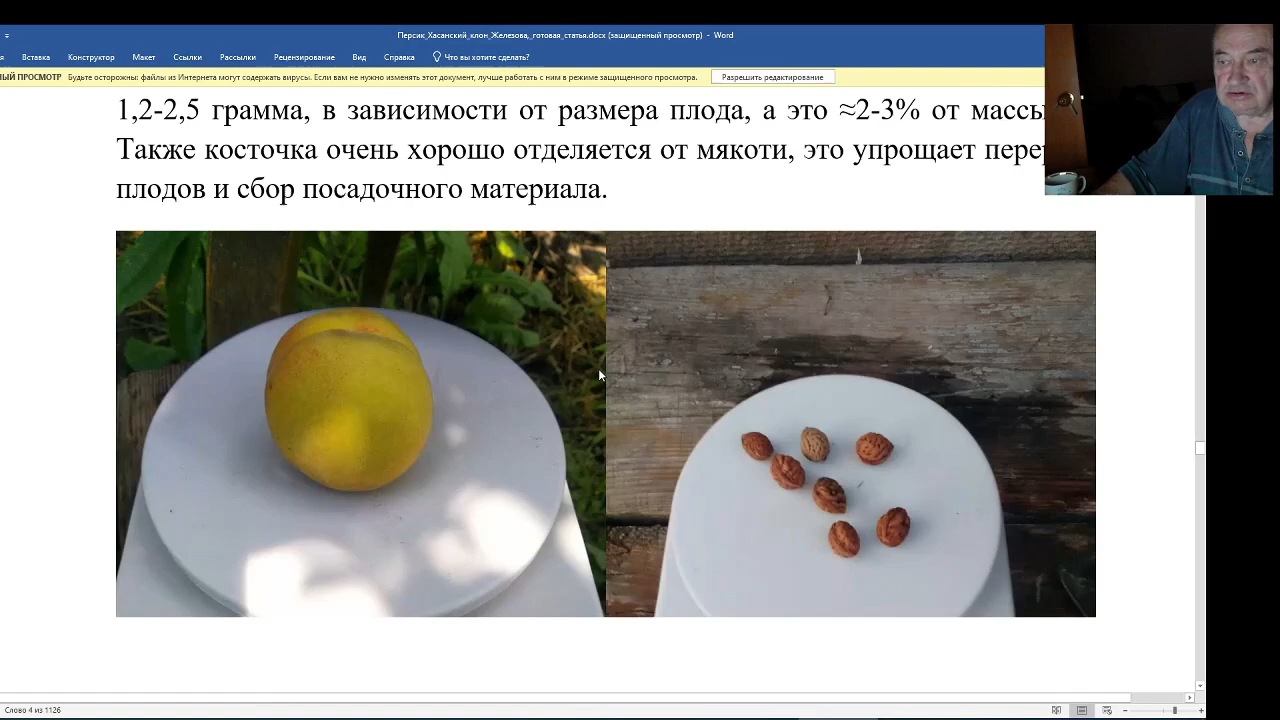 Персик_Хасанский_клон_Железова,_готовая_статья.docx (защищенный просмотр) - Word
Вставка Конструктор Макет Ссылки Рассылки Рецензирование Вид Справка Что вы хотите сделать?
ПРОСМОТР Будьте осторожны: файлы из Интернета могут содержать вирусы. Если вам не нужно изменять этот документ, лучше работать с ним в режиме защищенного просмотра. Разрешить редактирование
1,2-2,5 грамма, в зависимости от размера плода, а это ≈2-3% от массы
Также косточка очень хорошо отделяется от мякоти, это упрощает
плодов и сбор посадочного материала.
Слово 4 из 1126